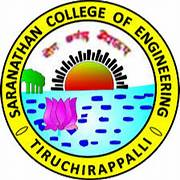 SARANATHAN COLLEGE OF ENGINEERING
TIRUCHIRAPPALLI